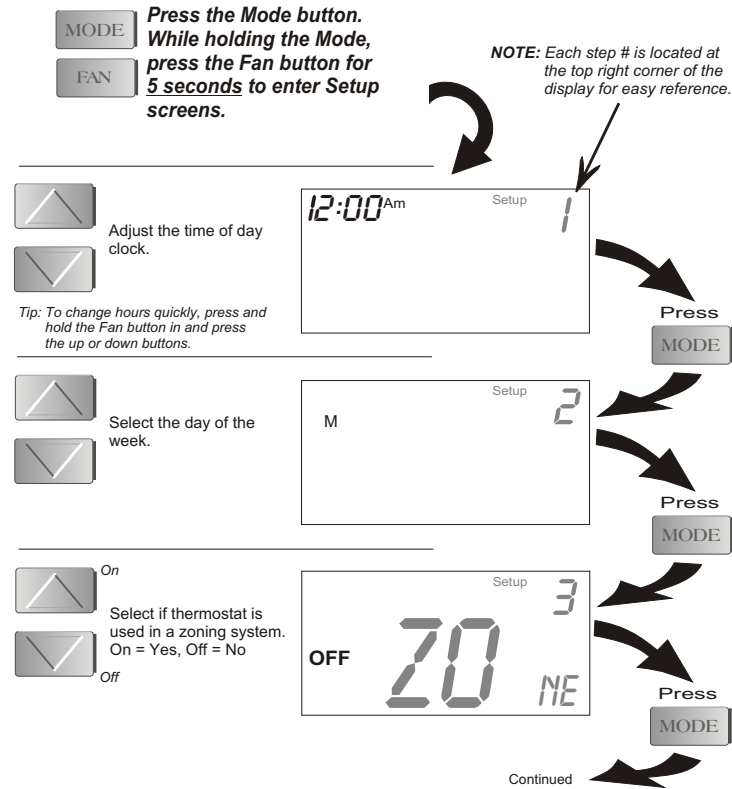 MODE
FAN
Press the Mode button.
While holding the Mode,
press the Fan button for
5 seconds to enter Setup
screens.
NOTE: Each step # is located at
the top right corner of the
display for easy reference.
Adjust the time of day
clock.
Tip: To change hours quickly, press and
hold the Fan button in and press
the up or down buttons.
12:00 Am
Setup
1
Press
MODE
Select the day of the
week.
M
Setup
2
Press
MODE
On
Select if thermostat is
used in a zoning system.
On = Yes, Off = No
Off
Setup
3
OFF
ZO
NE
Press
MODE
Continued